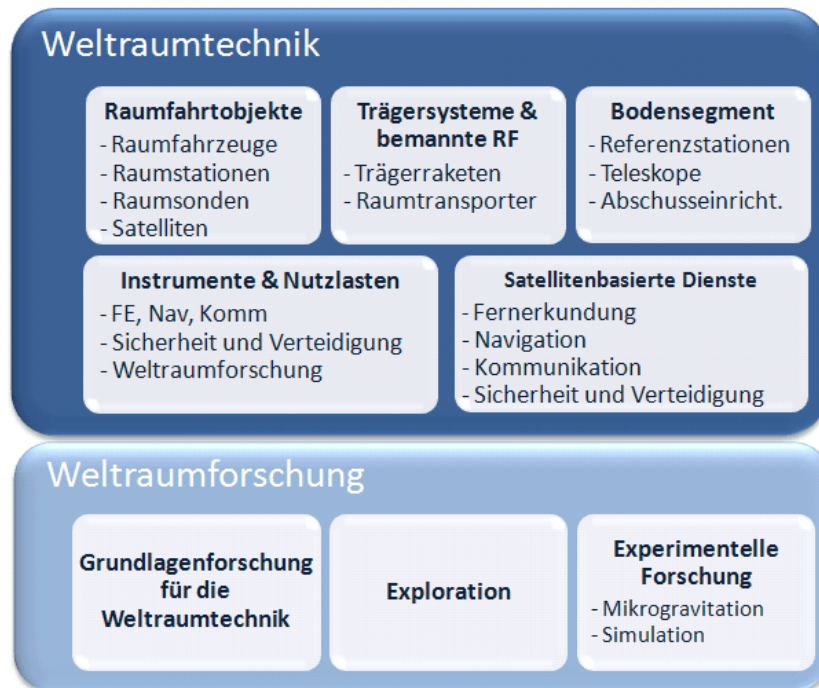 Weltraumtechnik
Raumfahrtobjekte
- Raumfahrzeuge
- Raumstationen
- Raumsonden
- Satelliten
Trägersysteme &
bemannte RF
- Trägerraketen
- Raumtransporter
Bodensegment
- Referenzstationen
- Teleskope
- Abschusseinricht.
Instrumente & Nutzlasten
- FE, Nav, Komm
- Sicherheit und Verteidigung
- Weltraumforschung
Satellitenbasierte Dienste
- Fernerkundung
- Navigation
- Kommunikation
- Sicherheit und Verteidigung
Weltraumforschung
Grundlagenforschung
für die
Weltraumtechnik
Exploration
Experimentelle
Forschung
- Mikrogravitation
- Simulation